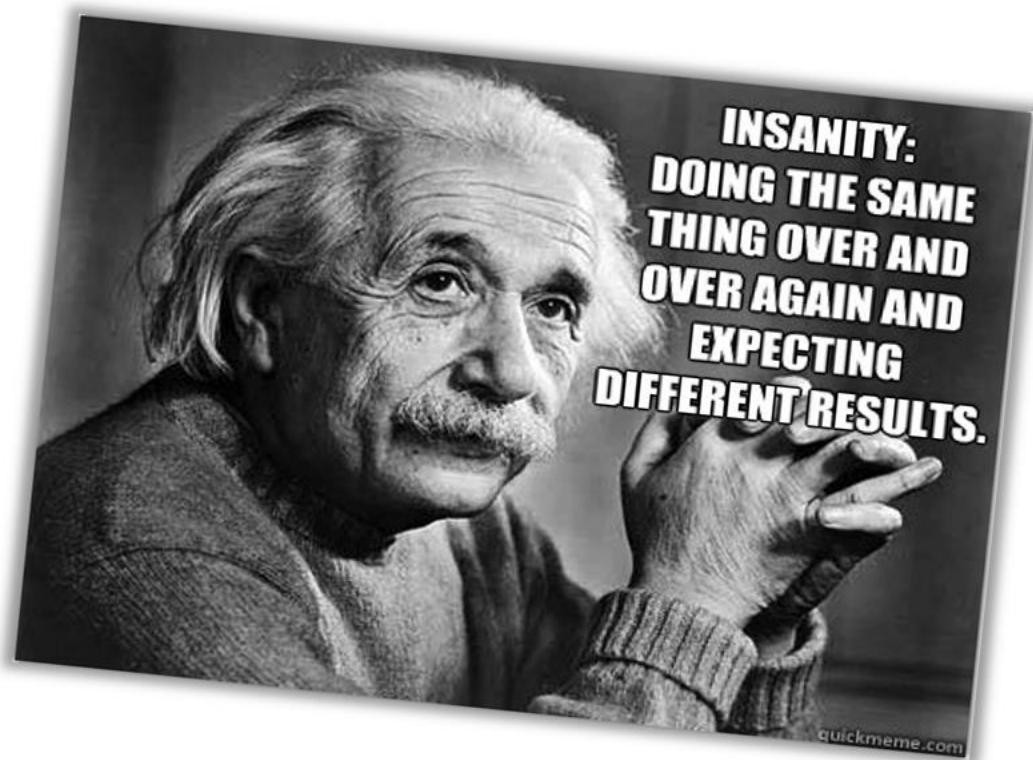 INSANITY:
DOING THE SAME
THING OVER AND
OVER AGAIN AND
EXPECTING
DIFFERENT RESULTS.
quickmeme.com